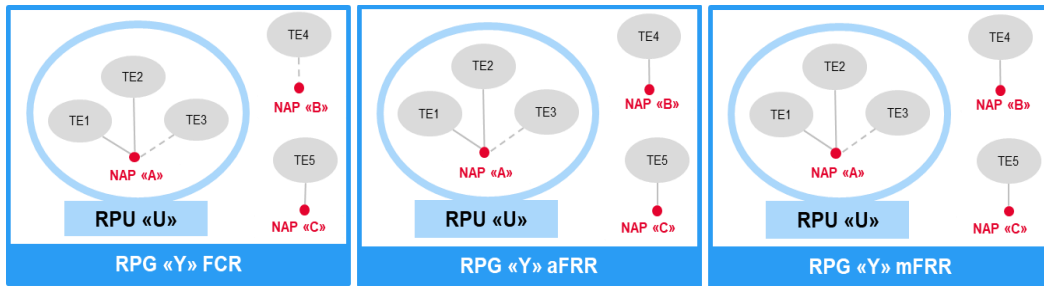 TE4
TE2
TE1
TE3
NAP «B»
NAP «A»
TE5
RPU «U»
NAP «C»
RPG «Y» FCR
TE4
TE2
TE1
TE3
NAP «B»
NAP «A»
TE5
RPU «U»
NAP «C»
RPG «Y» aFRR
TE4
TE2
TE1
TE3
NAP «B»
NAP «A»
TE5
RPU «U»
NAP «C»
RPG «Y» mFRR